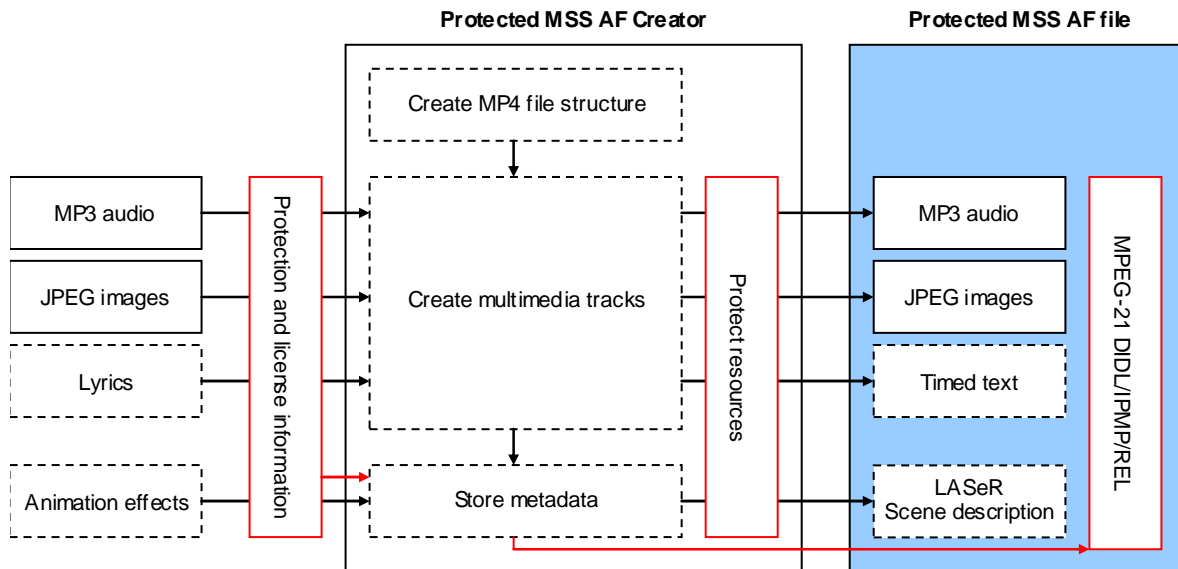 Protected MSS AF Creator
Protected MSS AF file
Create MP4 file structure
MP3 audio
JPEG images
Lyrics
Animation effects
Protection and license information
Create multimedia tracks
Store metadata
Protect resources
MP3 audio
JPEG images
Timed text
LASeR
Scene description
MPEG-21 DIDL/IPMP/REL